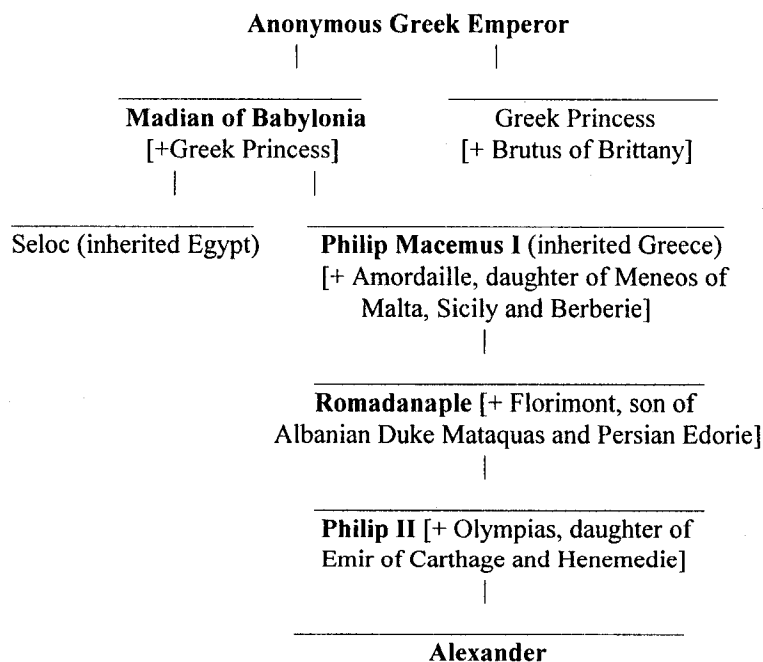 Anonymous Greek Emperor
Madian of Babylonia
[+Greek Princess]
Greek Princess
[+ Brutus of Brittany]
Seloc (inherited Egypt)
Philip Macemus I (inherited Greece)
[+ Amordaille, daughter of Meneos of
Malta, Sicily and Berberie]
Romadanaple [+ Florimont, son of
Albanian Duke Mataquas and Persian Edorie]
Philip II [+ Olympias, daughter of
Emir of Carthage and Henemedie]
Alexander